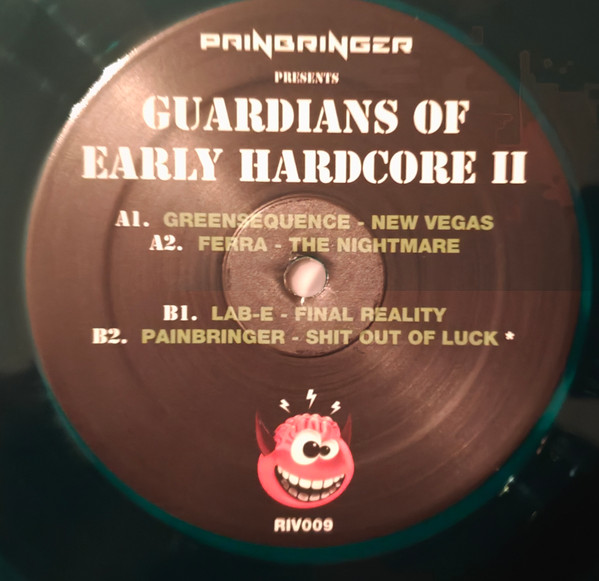 PAINBRINGER
PRESENTS
GUARDIANS OF
EARLY HARDCORE II
A1. GREENSEQUENCE - NEW VEGAS
A2. FERRA - THE NIGHTMARE
B1. LAB-E - FINAL REALITY
B2. PAINBRINGER - SHIT OUT OF LUCK *
RIV009